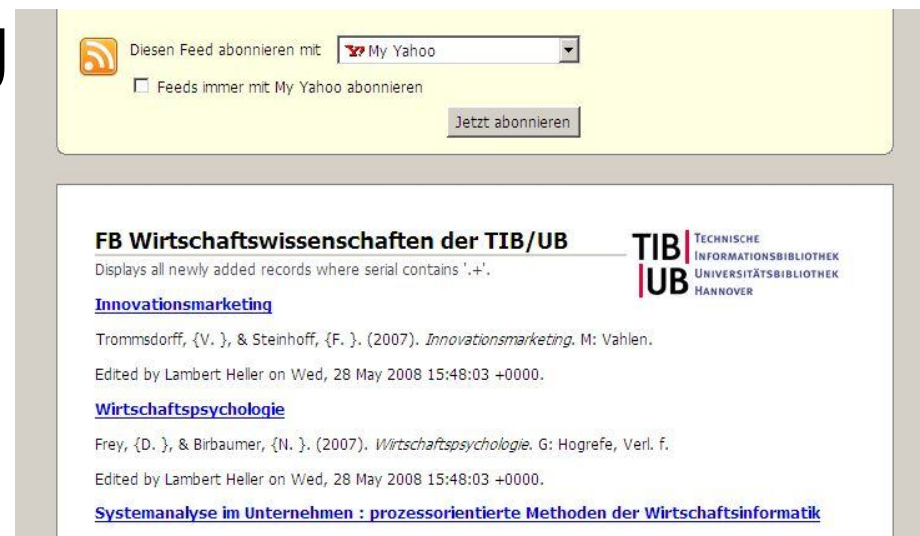 g
Diesen Feed abonnieren mit My Yahoo
Feeds immer mit My Yahoo abonnieren
Jetzt abonnieren
FB Wirtschaftswissenschaften der TIB/UB
Displays all newly added records where serial contains '.+'.
TIB
UB
TECHNISCHE
INFORMATIONSBIBLIOTHEK
UNIVERSITÄTSBIBLIOTHEK
HANNOVER
Innovationsmarketing
Trommsdorff, {V. }, & Steinhoff, {F. }. (2007). Innovationsmarketing. M: Vahlen.
Edited by Lambert Heller on Wed, 28 May 2008 15:48:03 +0000.
Wirtschaftspsychologie
Frey, {D. }, & Birbaumer, {N. }. (2007). Wirtschaftspsychologie. G: Hogrefe, Verl. f.
Edited by Lambert Heller on Wed, 28 May 2008 15:48:03 +0000.
Systemanalyse im Unternehmen : prozessorientierte Methoden der Wirtschaftsinformatik